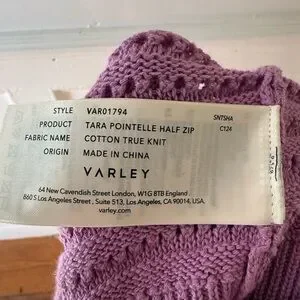 STYLE VAR01794 SNTSHA
PRODUCT TARA POINTELLE HALF ZIP C124
FABRIC NAME COTTON TRUE KNIT
ORIGIN MADE IN CHINA
VARLEY
64 New Cavendish Street London, W1G 8TB England
860 S Los Angeles Street, Suite 513, Los Angeles, CA 90014, USA.
varley.com